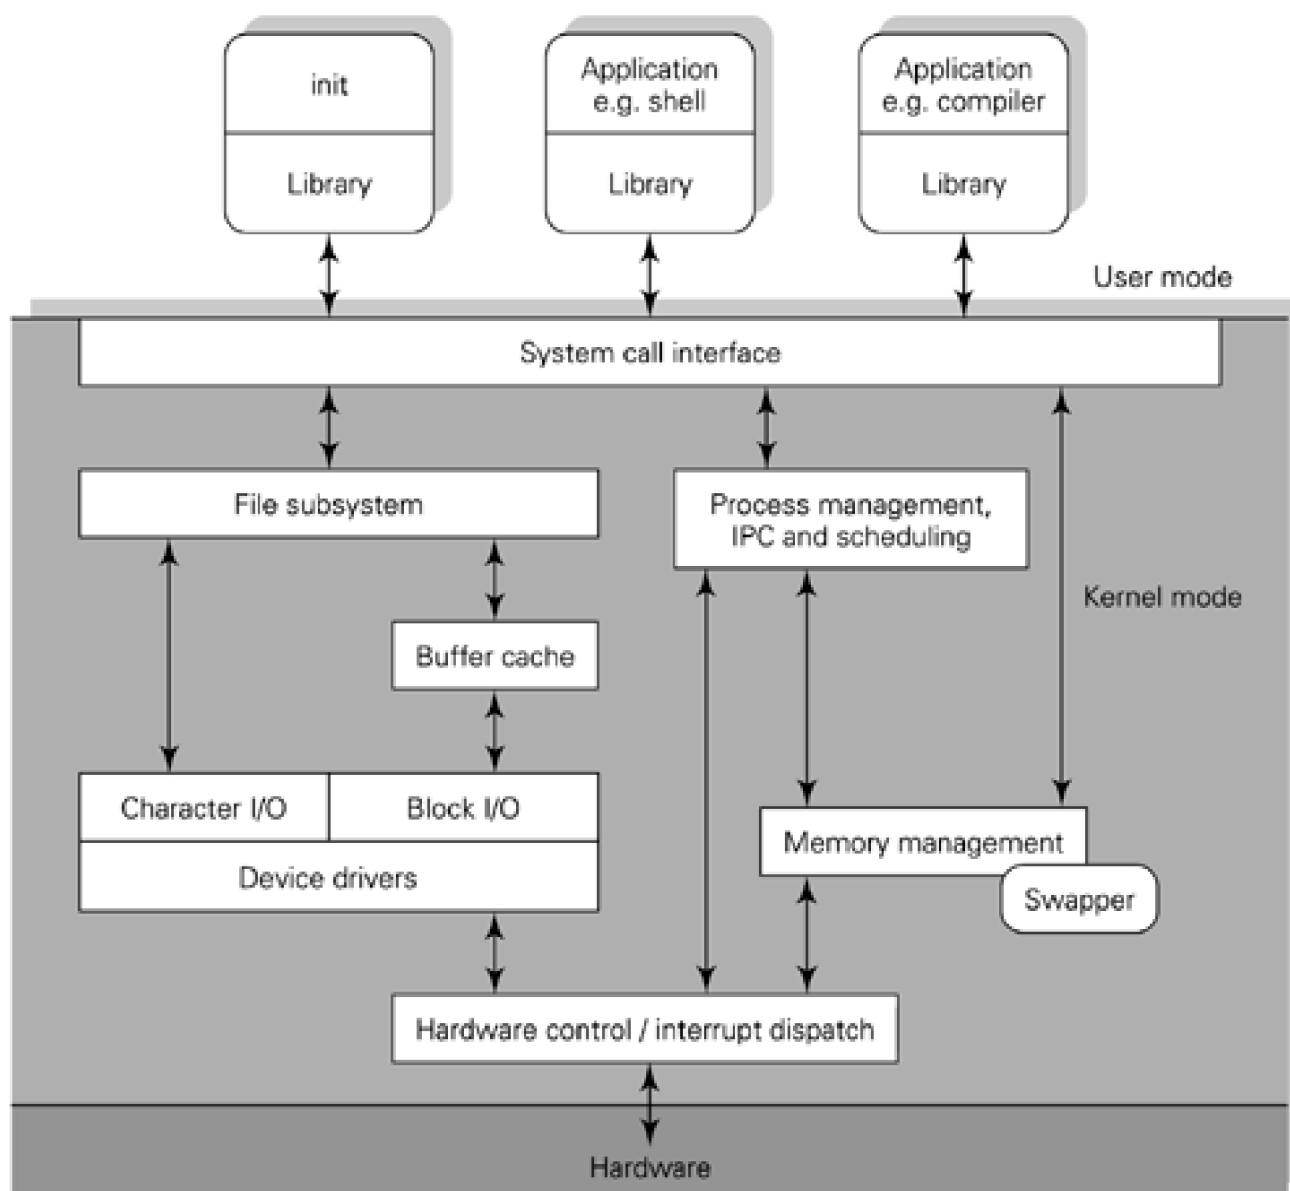 init
Library
Application
e.g. shell
Library
Application
e.g. compiler
Library
User mode
System call interface
File subsystem
Process management,
IPC and scheduling
Kernel mode
Buffer cache
Character I/O
Block I/O
Device drivers
Memory management
Swapper
Hardware control / interrupt dispatch
Hardware